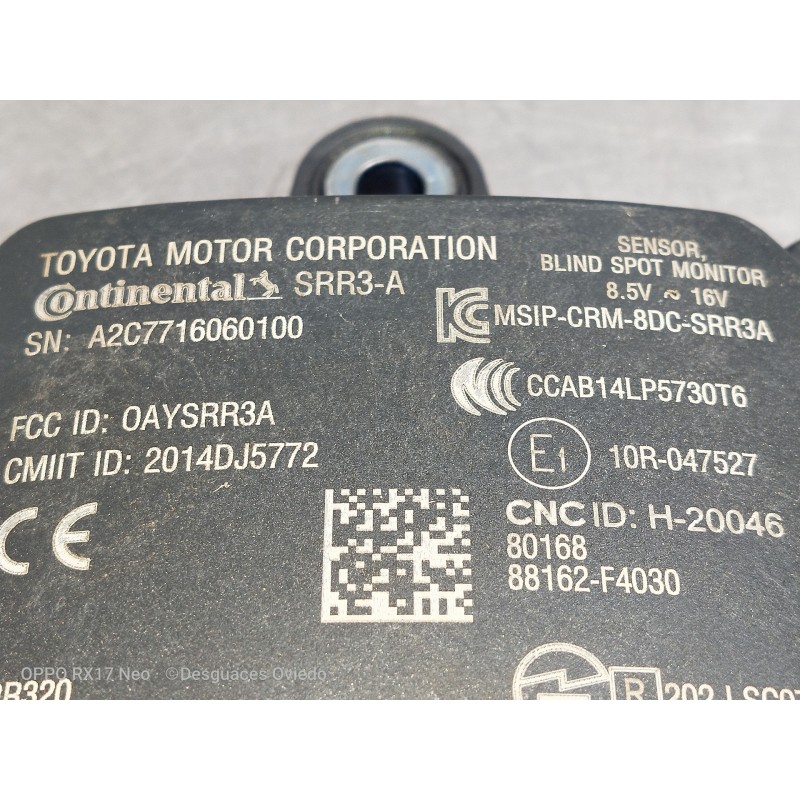 TOYOTA MOTOR CORPORATION
Continental SRR3-A
SN: A2C7716060100
SENSOR,
BLIND SPOT MONITOR
8.5V ~ 16V
MSIP-CRM-8DC-SRR3A
CCAB14LP5730T6
FCC ID: OAYSRR3A
CMIIT ID: 2014DJ5772
E1 10R-047527
CE
CNC ID: H-20046
80168
88162-F4030
R
OPPO RX17 Neo · ©Desguaces Oviedo